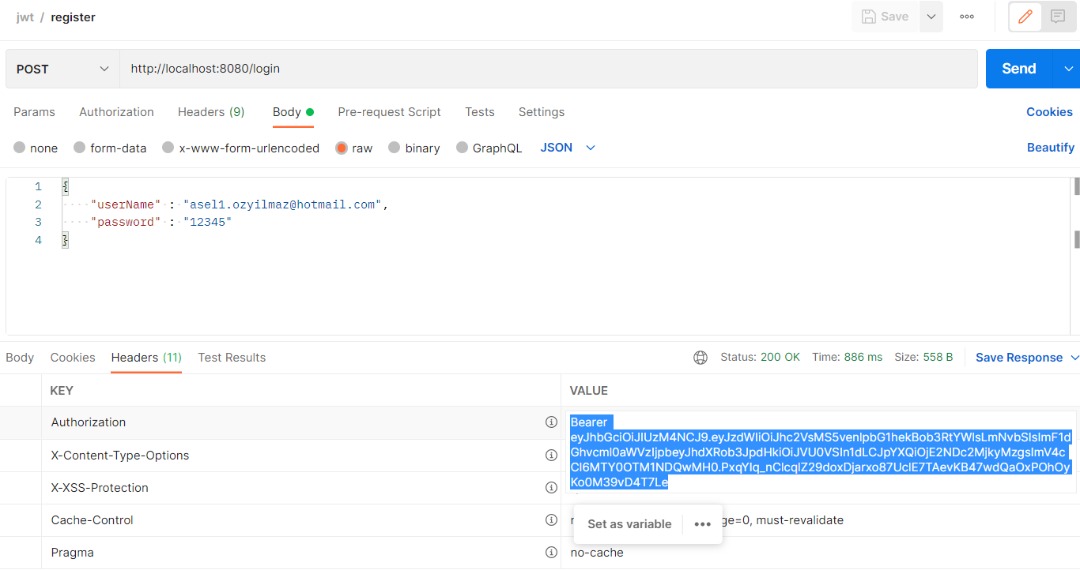 jwt / register
Save
POST
http://localhost:8080/login
Send
Params Authorization Headers (9) Body Pre-request Script Tests Settings Cookies
none form-data x-www-form-urlencoded raw binary GraphQL JSON Beautify
1 {
2 "userName" : "asel1.ozyilmaz@hotmail.com",
3 "password" : "12345"
4 }
Body Cookies Headers (11) Test Results Status: 200 OK Time: 886 ms Size: 558 B Save Response
KEY VALUE
Authorization
Bearer
X-Content-Type-Options
X-XSS-Protection
Set as variable
Cache-Control ge=0, must-revalidate
Pragma no-cache